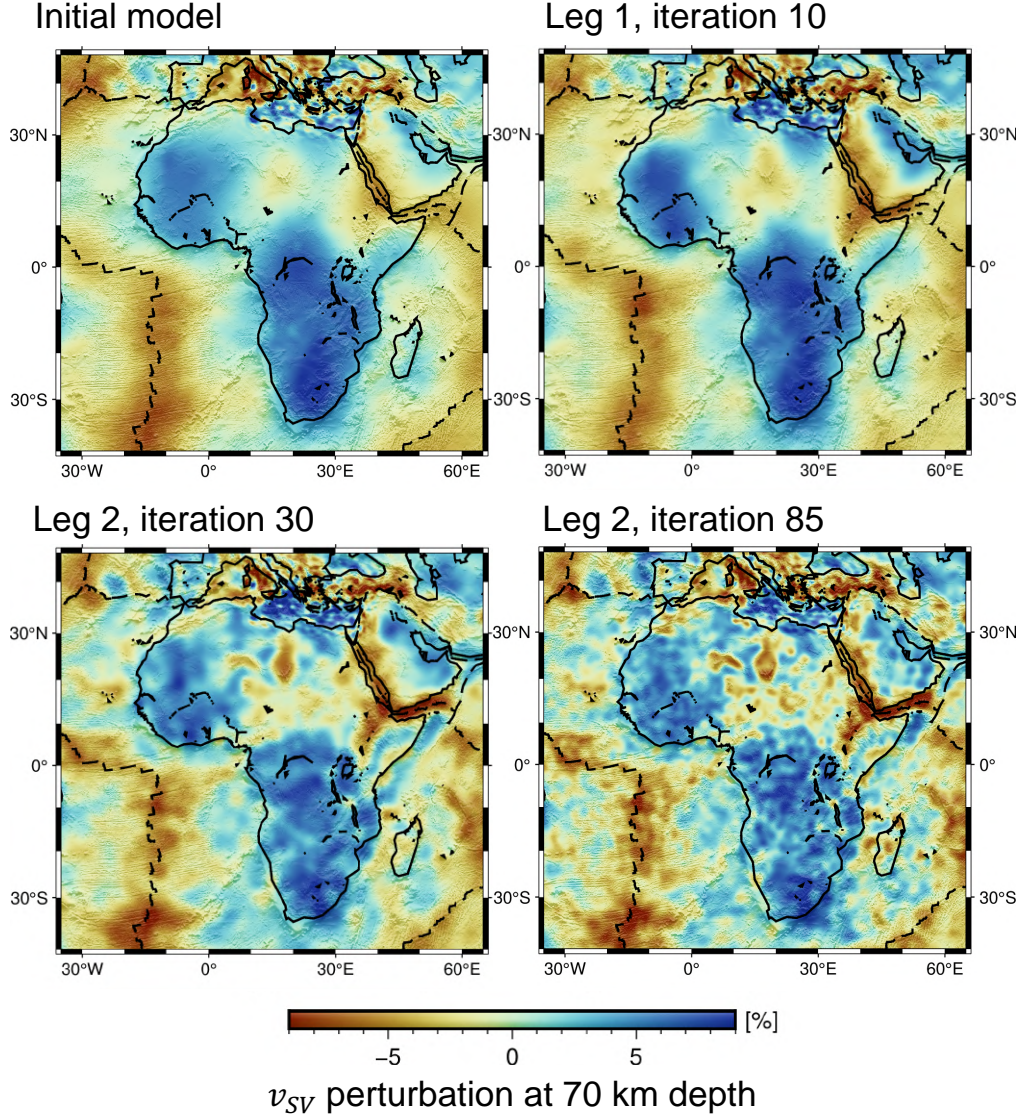 Initial model
Leg 1, iteration 10
30°N
30°N
0°
0°
30°S
30°S
30°W 0° 30°E 60°E
30°W 0° 30°E 60°E
Leg 2, iteration 30
Leg 2, iteration 85
30°N
30°N
0°
0°
30°S
30°S
30°W 0° 30°E 60°E
30°W 0° 30°E 60°E
[%]
−5 0 5
v_SV perturbation at 70 km depth